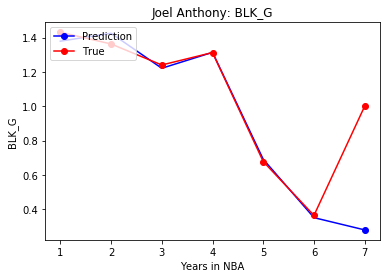 Joel Anthony: BLK_G
Prediction
True
1.4
1.2
1.0
0.8
0.6
0.4
BLK_G
1 2 3 4 5 6 7
Years in NBA